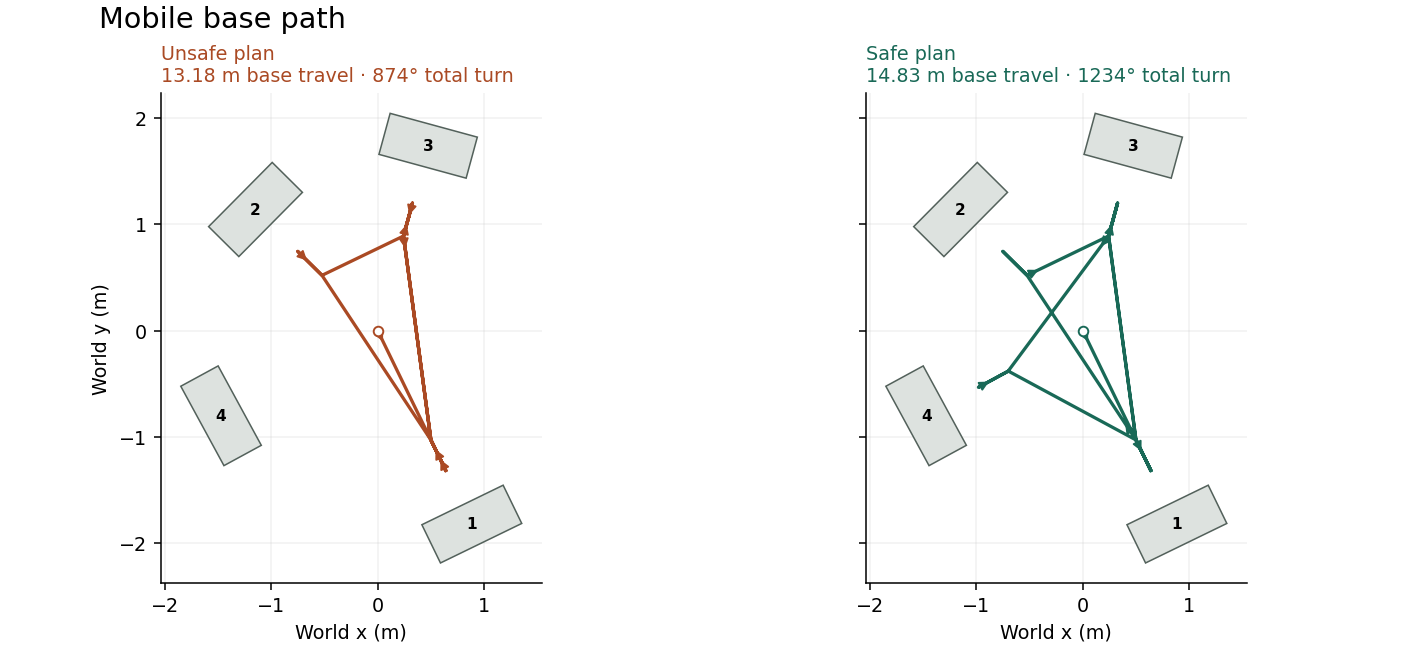 Mobile base path
Unsafe plan
13.18 m base travel · 874° total turn
Safe plan
14.83 m base travel · 1234° total turn
World y (m)
2
1
0
−1
−2
3
2
4
1
−2
−1
0
1
World x (m)
3
2
4
1
−2
−1
0
1
World x (m)